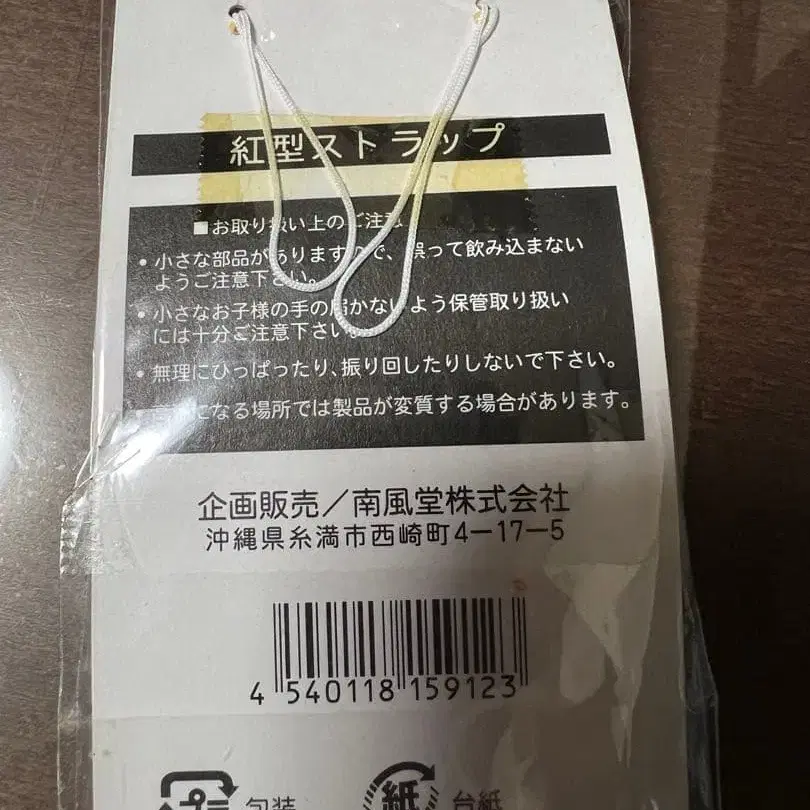 紅型ストラップ
■お取り扱い上のご注意
• 小さな部品がありますので、誤って飲み込まない
ようご注意下さい。
• 小さなお子様の手の届かないよう保管取り扱い
には十分ご注意下さい。
• 無理にひっぱったり、振り回したりしないで下さい。
になる場所では製品が変質する場合があります。
企画販売／南風堂株式会社
沖縄県糸満市西崎町4ー17ー5
4 540118 159123
プラ 包装
紙 台紙